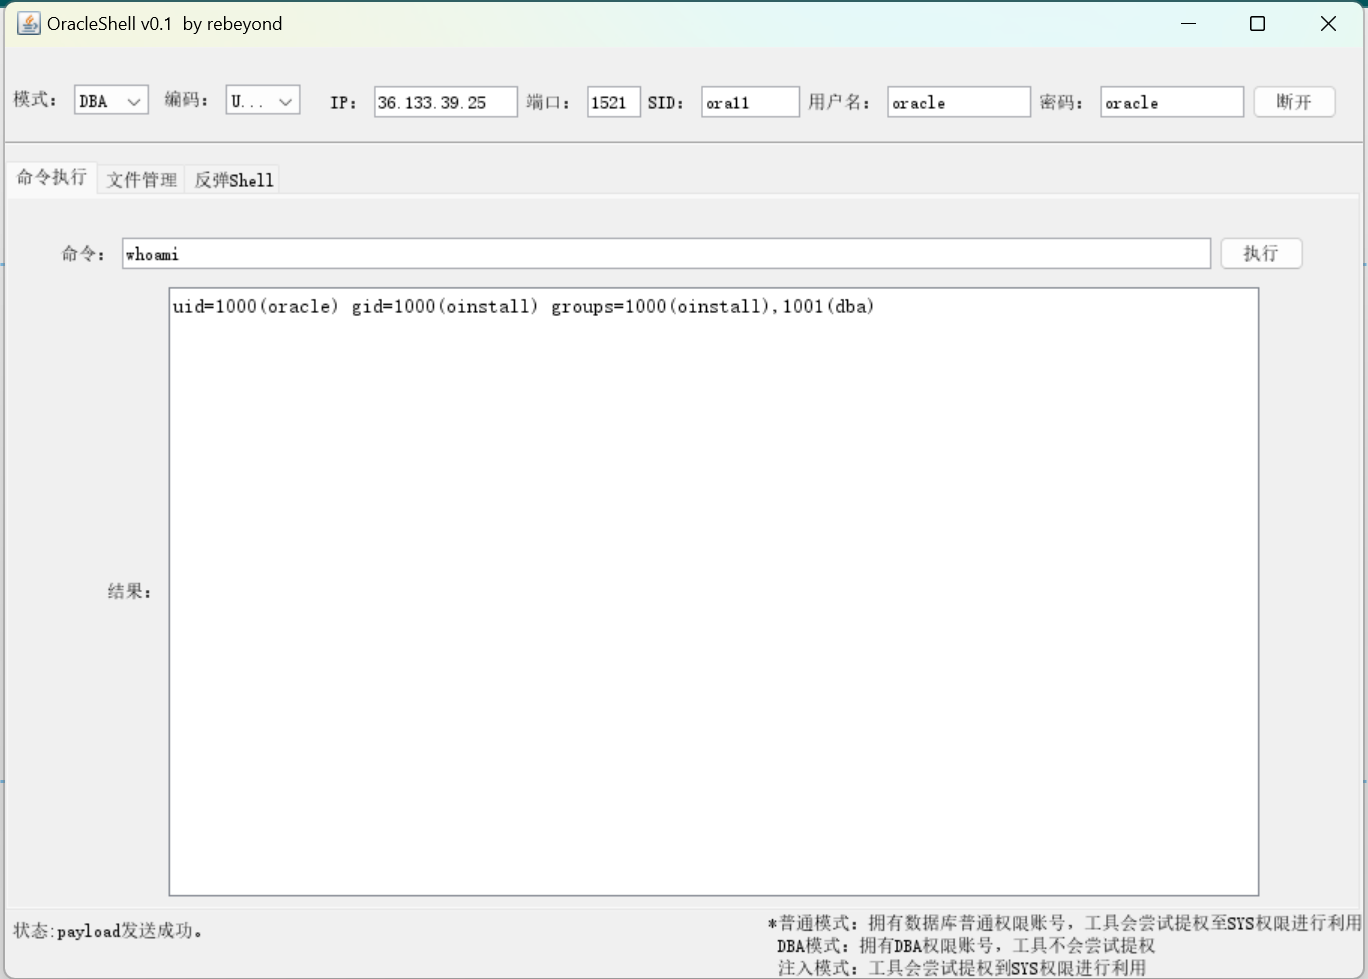 OracleShell v0.1 by rebeyond
模式： DBA 编码： U... IP： 36.133.39.25 端口： 1521 SID： ora11 用户名： oracle 密码： oracle 断开
命令执行 文件管理 反弹Shell
命令： whoami 执行
uid=1000(oracle) gid=1000(oinstall) groups=1000(oinstall),1001(dba)
结果：
状态:payload发送成功。
*普通模式：拥有数据库普通权限账号，工具会尝试提权至SYS权限进行利用
DBA模式：拥有DBA权限账号，工具不会尝试提权
注入模式：工具会尝试提权到SYS权限进行利用